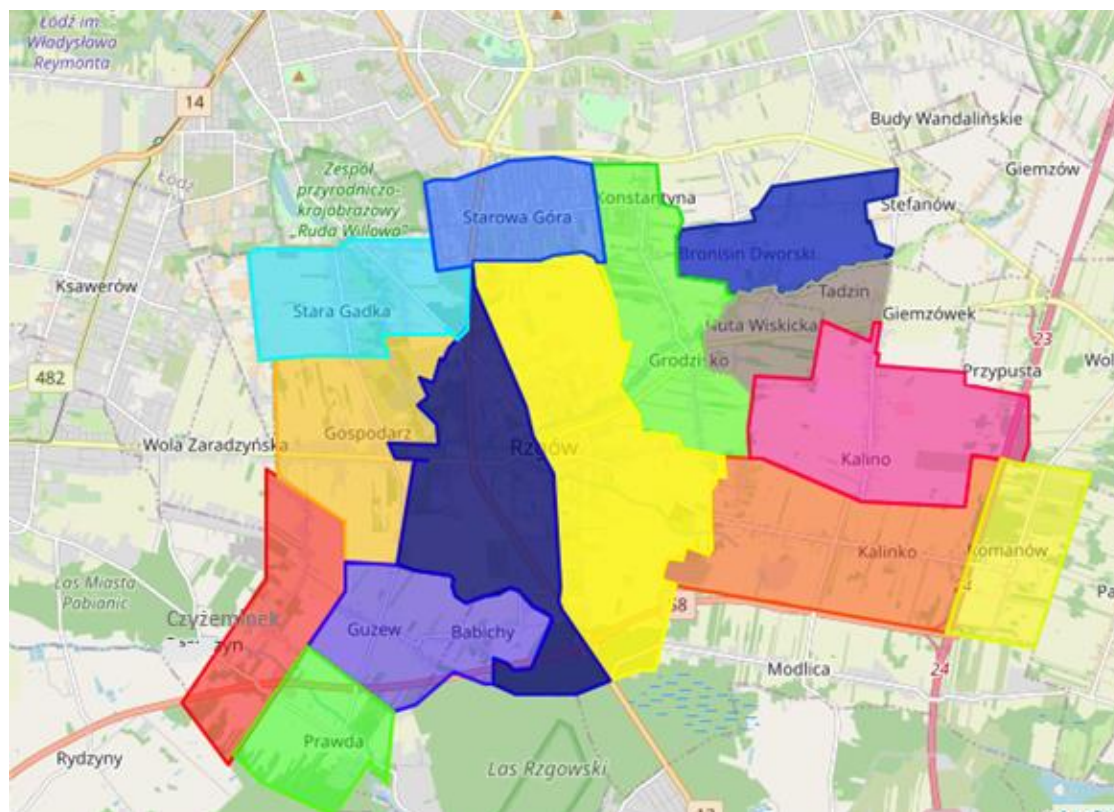 Łódź im.
Władysława
Reymonta
14
Łódź
Budy Wandalińskie
Giemzów
Zespół
przyrodniczo-
krajobrazowy
„Ruda Willowa"
Konstantyna
Stefanów
Starowa Góra
Bronisin Dworski
Ksawerów
Tadzin
Stara Gadka
Giemzówek
Huta Wiskicka
23
Grodzisko
Przypusta
482
Gospodarz
Wola Zaradzyńska
Rzgów
Kalino
Kalinko
Romanów
Las Miasta
Pabianic
Czyżeminek
Guzew
Babichy
Modlica
24
Prawda
Rydzyny
Las Rzgowski